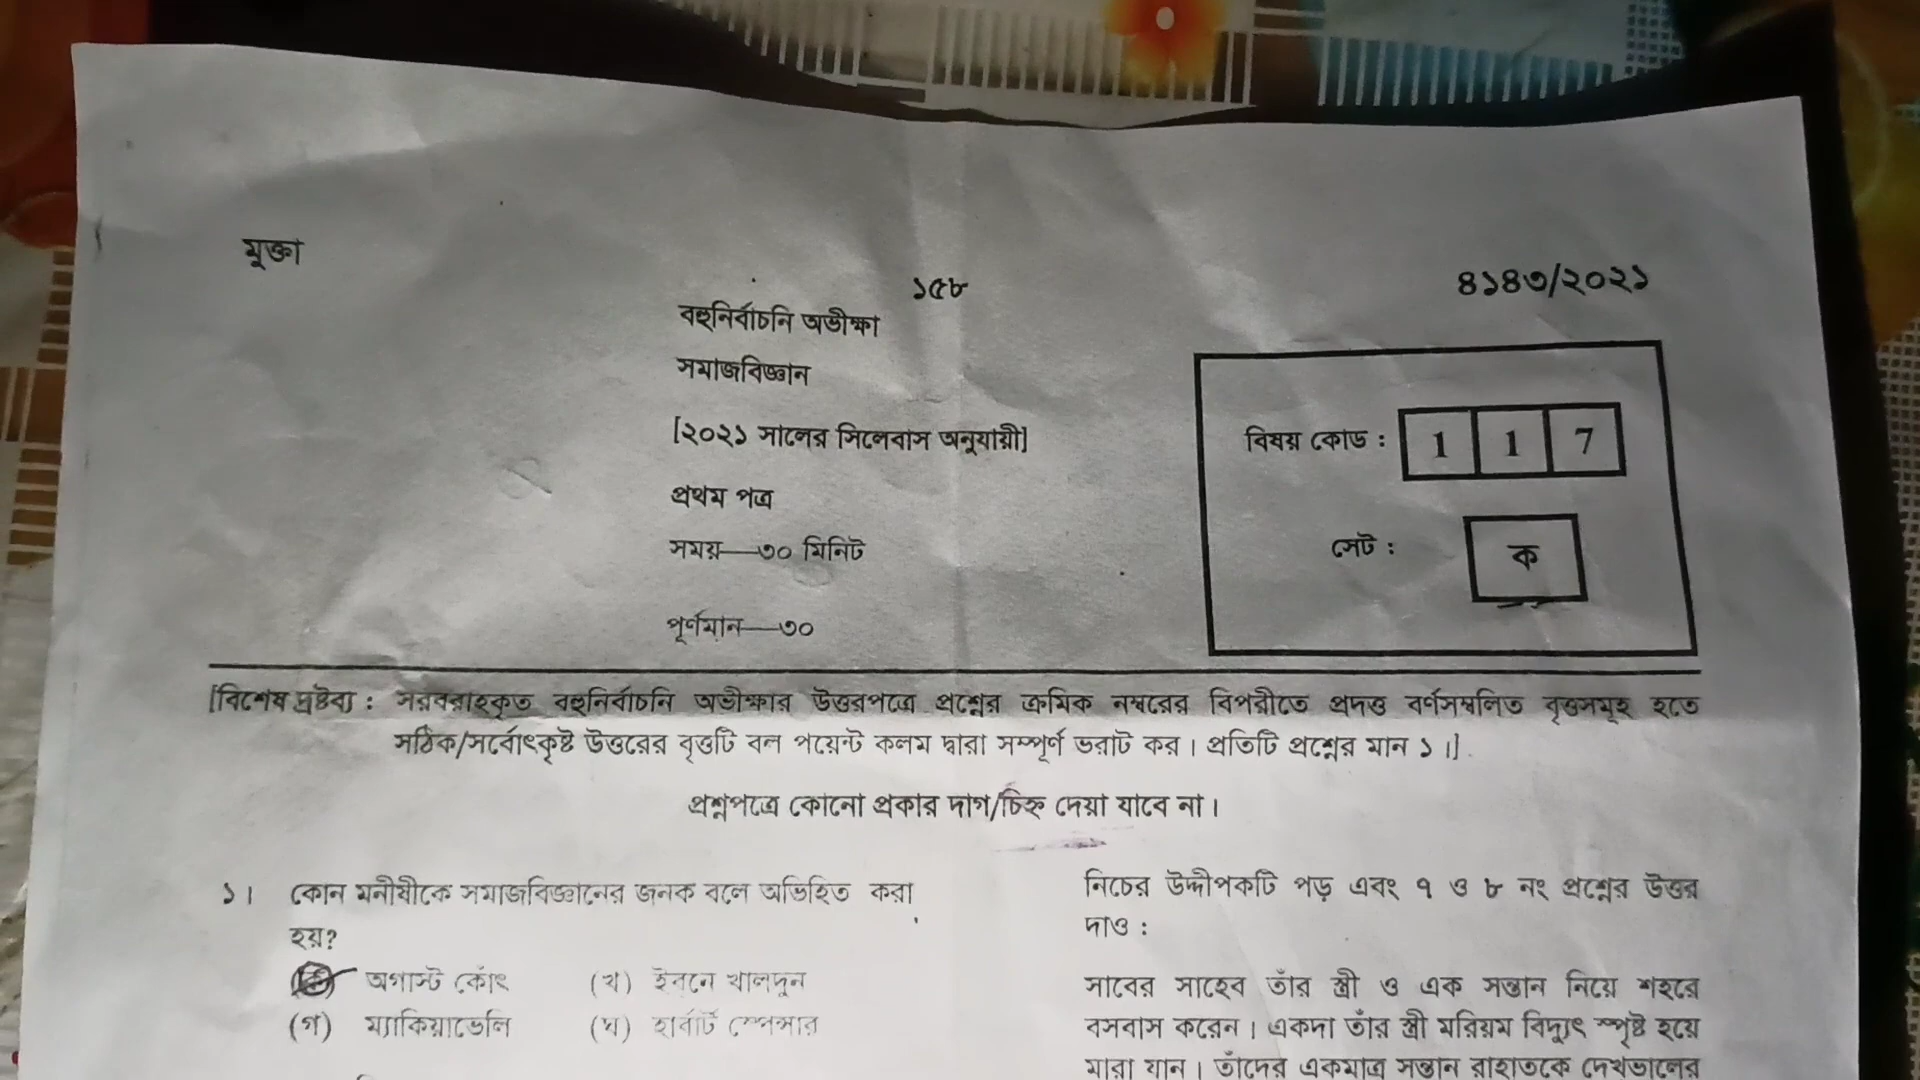 মুক্তা
১৫৮
৪১৪৩/২০২১
বহুনির্বাচনি অভীক্ষা
সমাজবিজ্ঞান
[২০২১ সালের সিলেবাস অনুযায়ী]
প্রথম পত্র
সময়—৩০ মিনিট
পূর্ণমান—৩০
বিষয় কোড : 1 1 7
সেট : ক
[বিশেষ দ্রষ্টব্য : সরবরাহকৃত বহুনির্বাচনি অভীক্ষার উত্তরপত্রে প্রশ্নের ক্রমিক নম্বরের বিপরীতে প্রদত্ত বর্ণসম্বলিত বৃত্তসমূহ হতে
সঠিক/সর্বোৎকৃষ্ট উত্তরের বৃত্তটি বল পয়েন্ট কলম দ্বারা সম্পূর্ণ ভরাট কর। প্রতিটি প্রশ্নের মান ১।]
প্রশ্নপত্রে কোনো প্রকার দাগ/চিহ্ন দেয়া যাবে না।
১। কোন মনীষীকে সমাজবিজ্ঞানের জনক বলে অভিহিত করা
হয়?
অগাস্ট কোঁৎ (খ) ইবনে খালদুন
(গ) ম্যাকিয়াভেলি (ঘ) হার্বার্ট স্পেন্সার
নিচের উদ্দীপকটি পড় এবং ৭ ও ৮ নং প্রশ্নের উত্তর
দাও :
সাবের সাহেব তাঁর স্ত্রী ও এক সন্তান নিয়ে শহরে
বসবাস করেন। একদা তাঁর স্ত্রী মরিয়ম বিদ্যুৎ স্পৃষ্ট হয়ে
মারা যান। তাঁদের একমাত্র সন্তান রাহাতকে দেখভালের